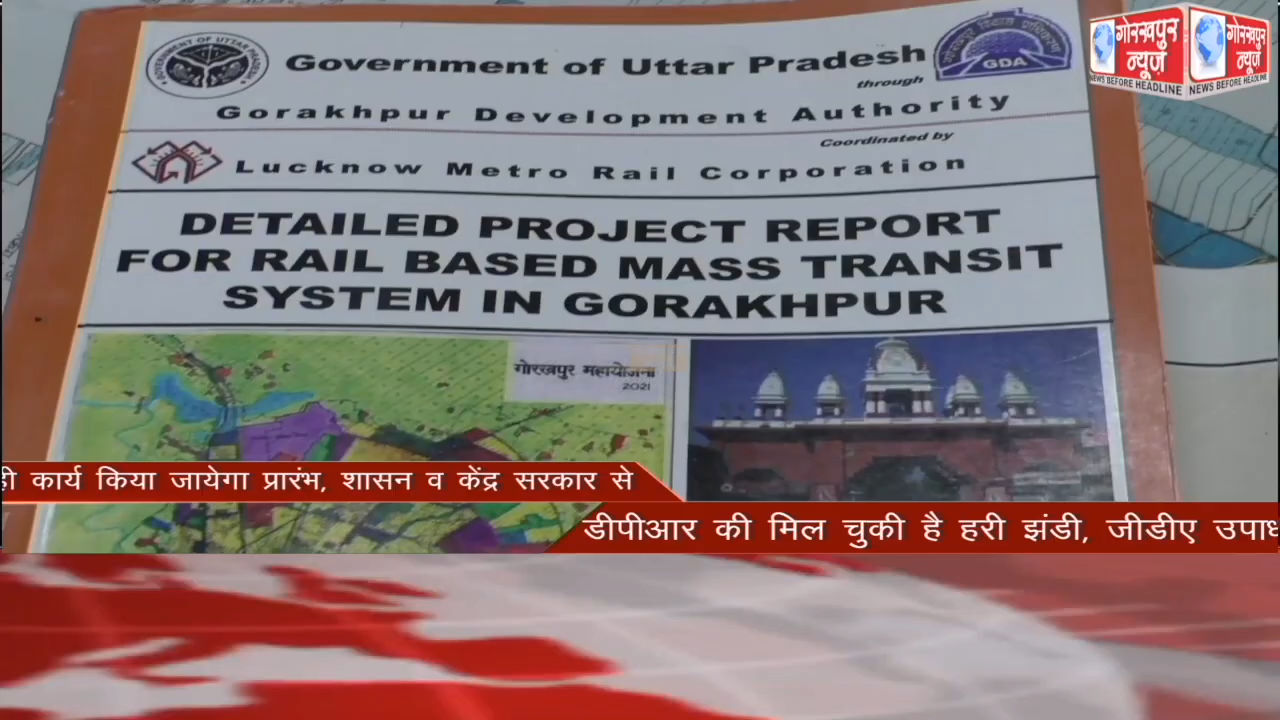 GOVERNMENT OF UTTAR PRADESH
Government of Uttar Pradesh
गोरखपुर विकास प्राधिकरण
GDA
through
Gorakhpur Development Authority
Coordinated by
Lucknow Metro Rail Corporation
DETAILED PROJECT REPORT
FOR RAIL BASED MASS TRANSIT
SYSTEM IN GORAKHPUR
गोरखपुर महायोजना
2021
गोरखपुर
न्यूज़
NEWS BEFORE HEADLINE
गोरखपुर
न्यूज़
NEWS BEFORE HEADLINE
ही कार्य किया जायेगा प्रारंभ, शासन व केंद्र सरकार से
डीपीआर की मिल चुकी है हरी झंडी, जीडीए